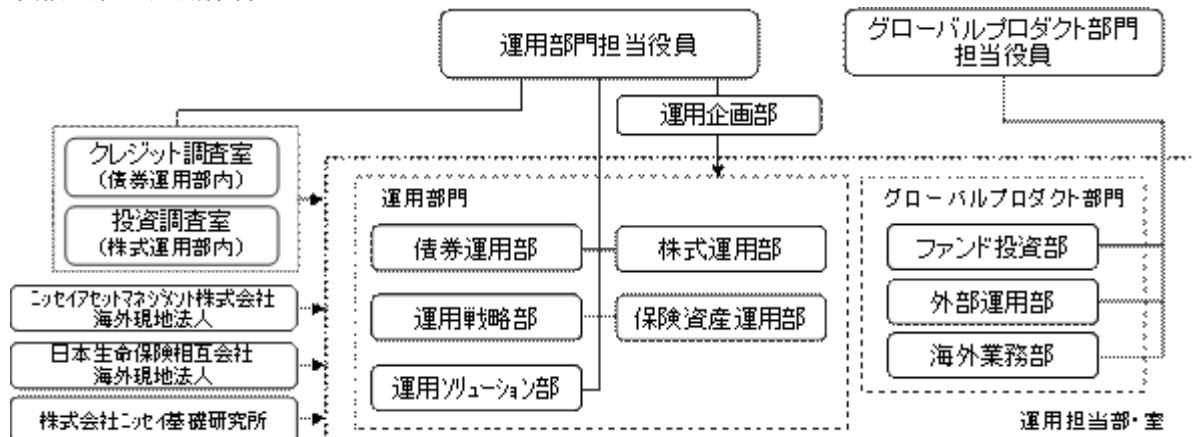 運用部門担当役員
グローバルプロダクト部門
担当役員
運用企画部
クレジット調査室
(債券運用部内)
投資調査室
(株式運用部内)
運用部門
債券運用部
株式運用部
運用戦略部
保険資産運用部
運用ソリューション部
グローバルプロダクト部門
ファンド投資部
外部運用部
海外業務部
ニッセイアセットマネジメント株式会社
海外現地法人
日本生命保険相互会社
海外現地法人
株式会社ニッセイ基礎研究所
運用担当部・室